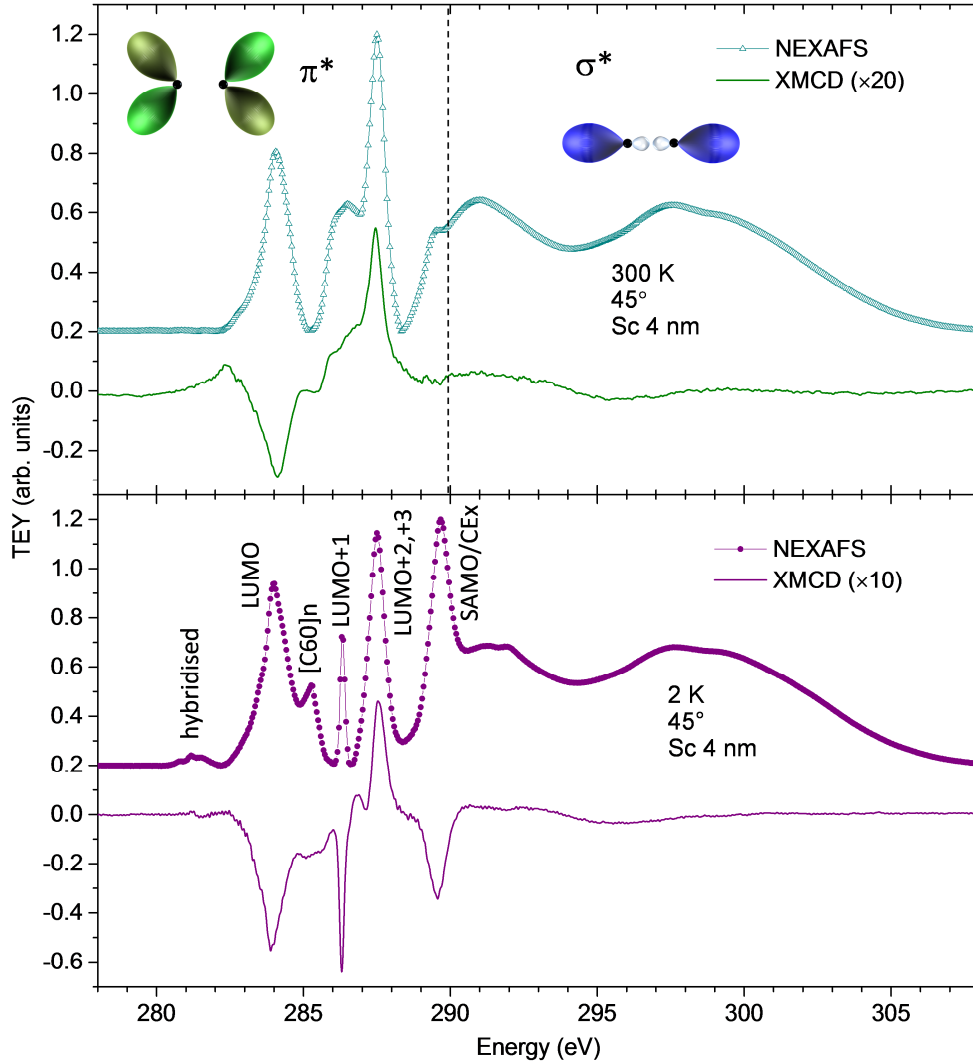 1.2
1.0
0.8
0.6
0.4
0.2
0.0
-0.2
π*
σ*
NEXAFS
XMCD (×20)
300 K
45°
Sc 4 nm
TEY (arb. units)
1.2
1.0
0.8
0.6
0.4
0.2
0.0
-0.2
-0.4
-0.6
hybridised
LUMO
[C60]n
LUMO+1
LUMO+2,+3
SAMO/CEx
NEXAFS
XMCD (×10)
2 K
45°
Sc 4 nm
280 285 290 295 300 305
Energy (eV)